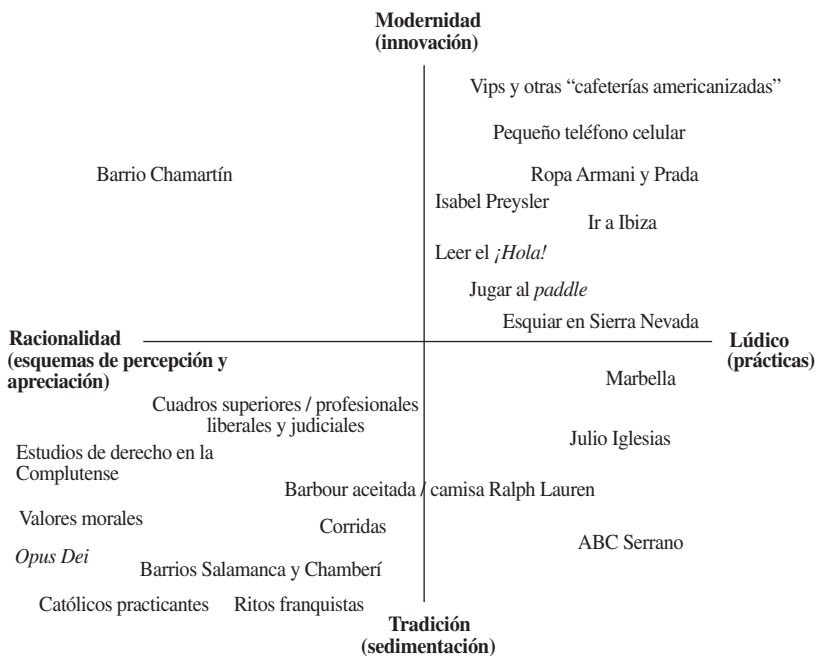 Modernidad
(innovación)
Vips y otras “cafeterías americanizadas”
Pequeño teléfono celular
Barrio Chamartín
Ropa Armani y Prada
Isabel Preysler
Ir a Ibiza
Leer el ¡Hola!
Jugar al paddle
Esquiar en Sierra Nevada
Racionalidad
(esquemas de percepción y
apreciación)
Lúdico
(prácticas)
Marbella
Cuadros superiores / profesionales
liberales y judiciales
Julio Iglesias
Estudios de derecho en la
Complutense
Barbour aceitada / camisa Ralph Lauren
Valores morales
Corridas
ABC Serrano
Opus Dei
Barrios Salamanca y Chamberí
Católicos practicantes
Ritos franquistas
Tradición
(sedimentación)